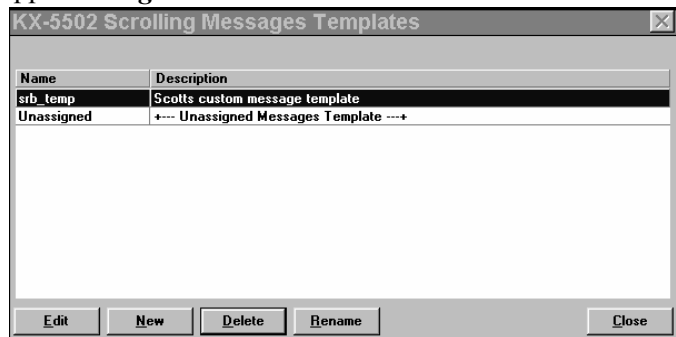 KX-5502 Scrolling Messages Templates
Name Description
srb_temp Scotts custom message template
Unassigned +--- Unassigned Messages Template ---+
Edit New Delete Rename Close